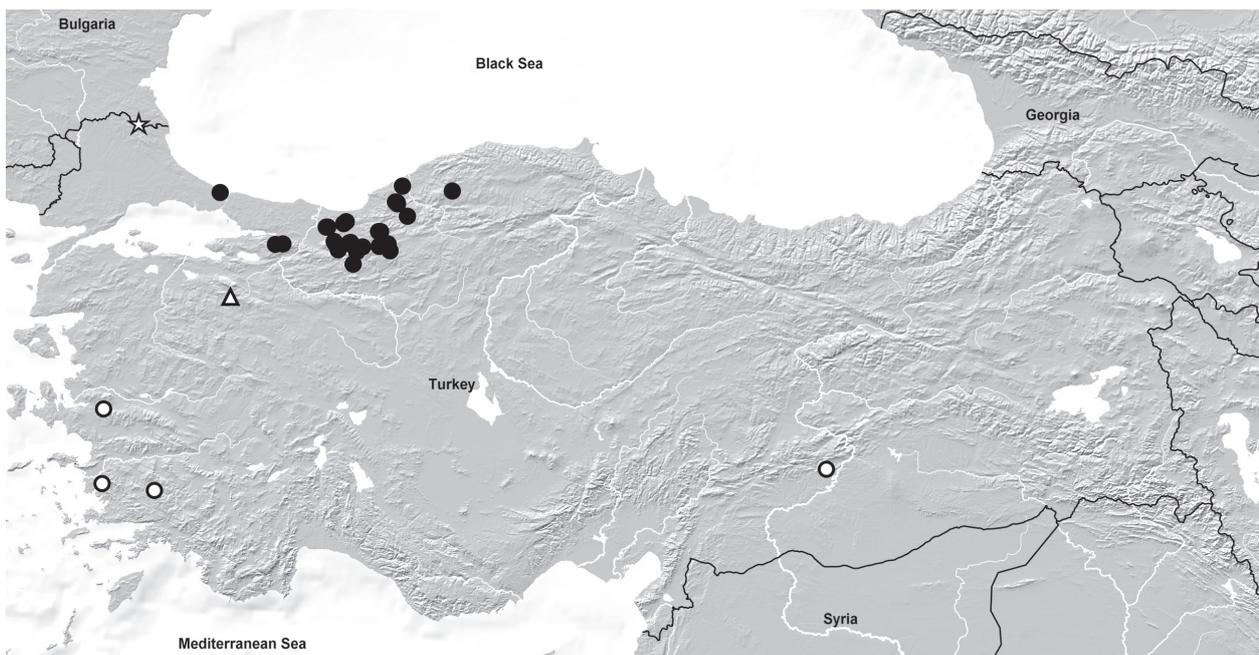 Bulgaria
Black Sea
Georgia
Turkey
Syria
Mediterranean Sea